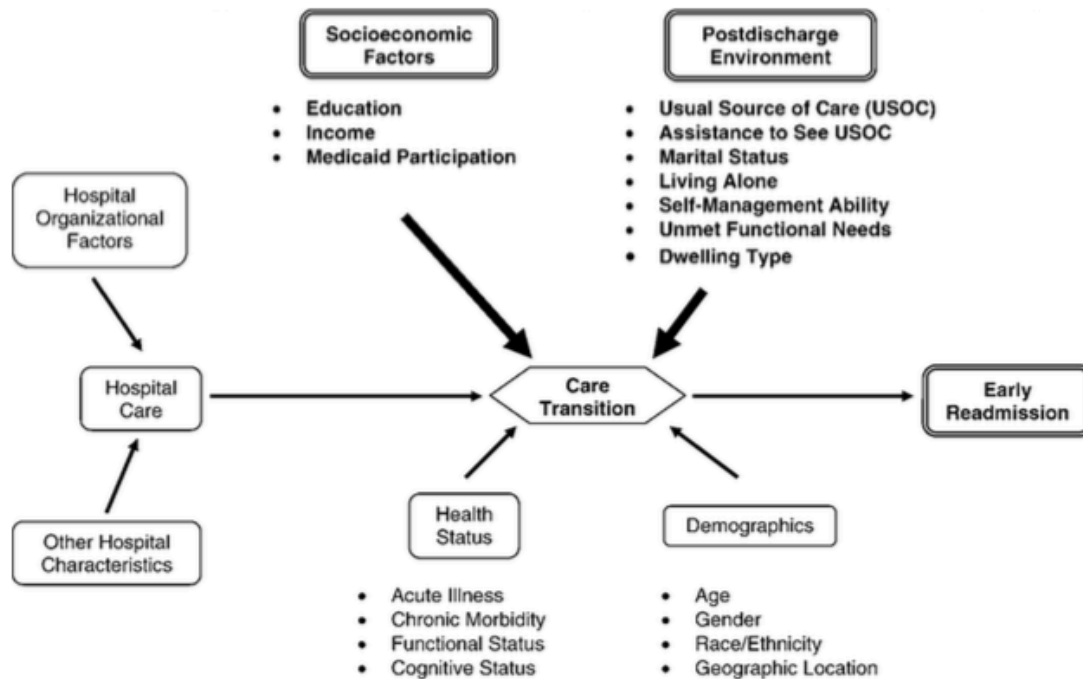 Socioeconomic
Factors
• Education
• Income
• Medicaid Participation
Postdischarge
Environment
• Usual Source of Care (USOC)
• Assistance to See USOC
• Marital Status
• Living Alone
• Self-Management Ability
• Unmet Functional Needs
• Dwelling Type
Hospital
Organizational
Factors
Hospital
Care
Other Hospital
Characteristics
Care
Transition
Early
Readmission
Health
Status
• Acute Illness
• Chronic Morbidity
• Functional Status
• Cognitive Status
Demographics
• Age
• Gender
• Race/Ethnicity
• Geographic Location